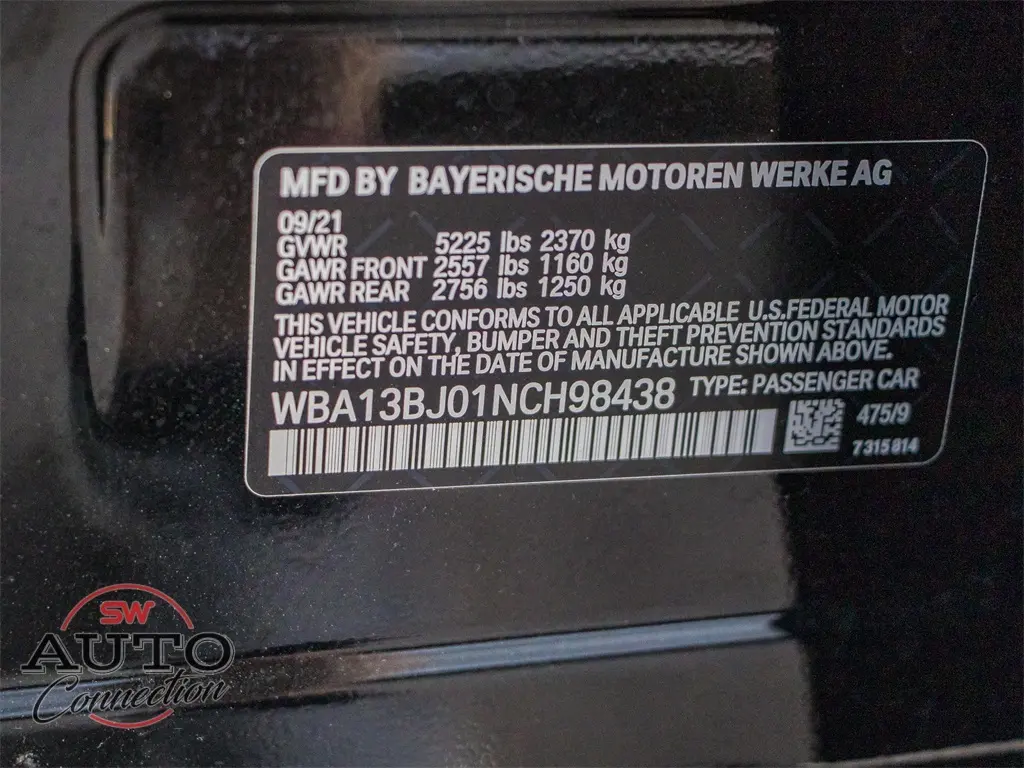 MFD BY BAYERISCHE MOTOREN WERKE AG
09/21
GVWR 5225 lbs 2370 kg
GAWR FRONT 2557 lbs 1160 kg
GAWR REAR 2756 lbs 1250 kg
THIS VEHICLE CONFORMS TO ALL APPLICABLE U.S.FEDERAL MOTOR
VEHICLE SAFETY, BUMPER AND THEFT PREVENTION STANDARDS
IN EFFECT ON THE DATE OF MANUFACTURE SHOWN ABOVE.
WBA13BJ01NCH98438 TYPE: PASSENGER CAR
475/9
7315814
SW
AUTO
Connection